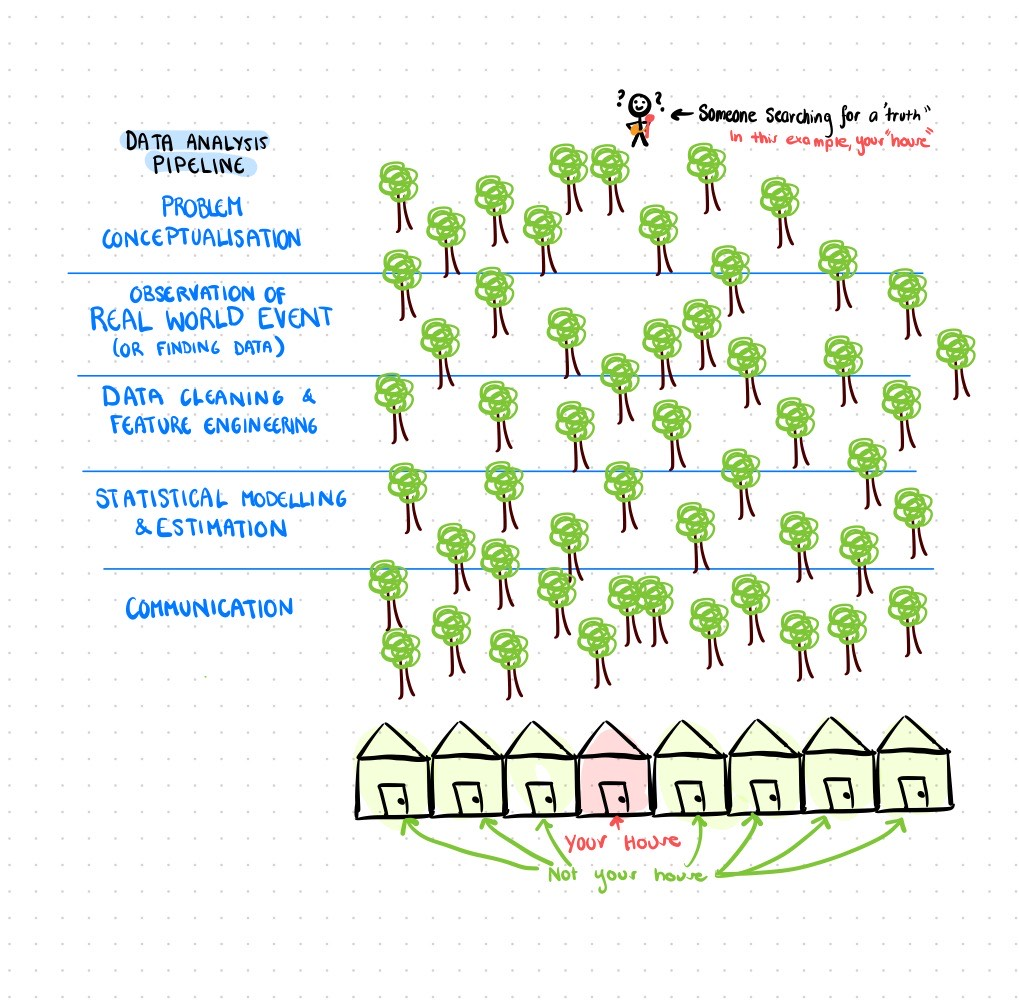 ? ?
← Someone Searching for a "truth"
In this example, your "house"
DATA ANALYSIS
PIPELINE
PROBLEM
CONCEPTUALISATION
OBSERVATION OF
REAL WORLD EVENT
(OR FINDING DATA)
DATA CLEANING &
FEATURE ENGINEERING
STATISTICAL MODELLING
& ESTIMATION
COMMUNICATION
Your House
Not your house